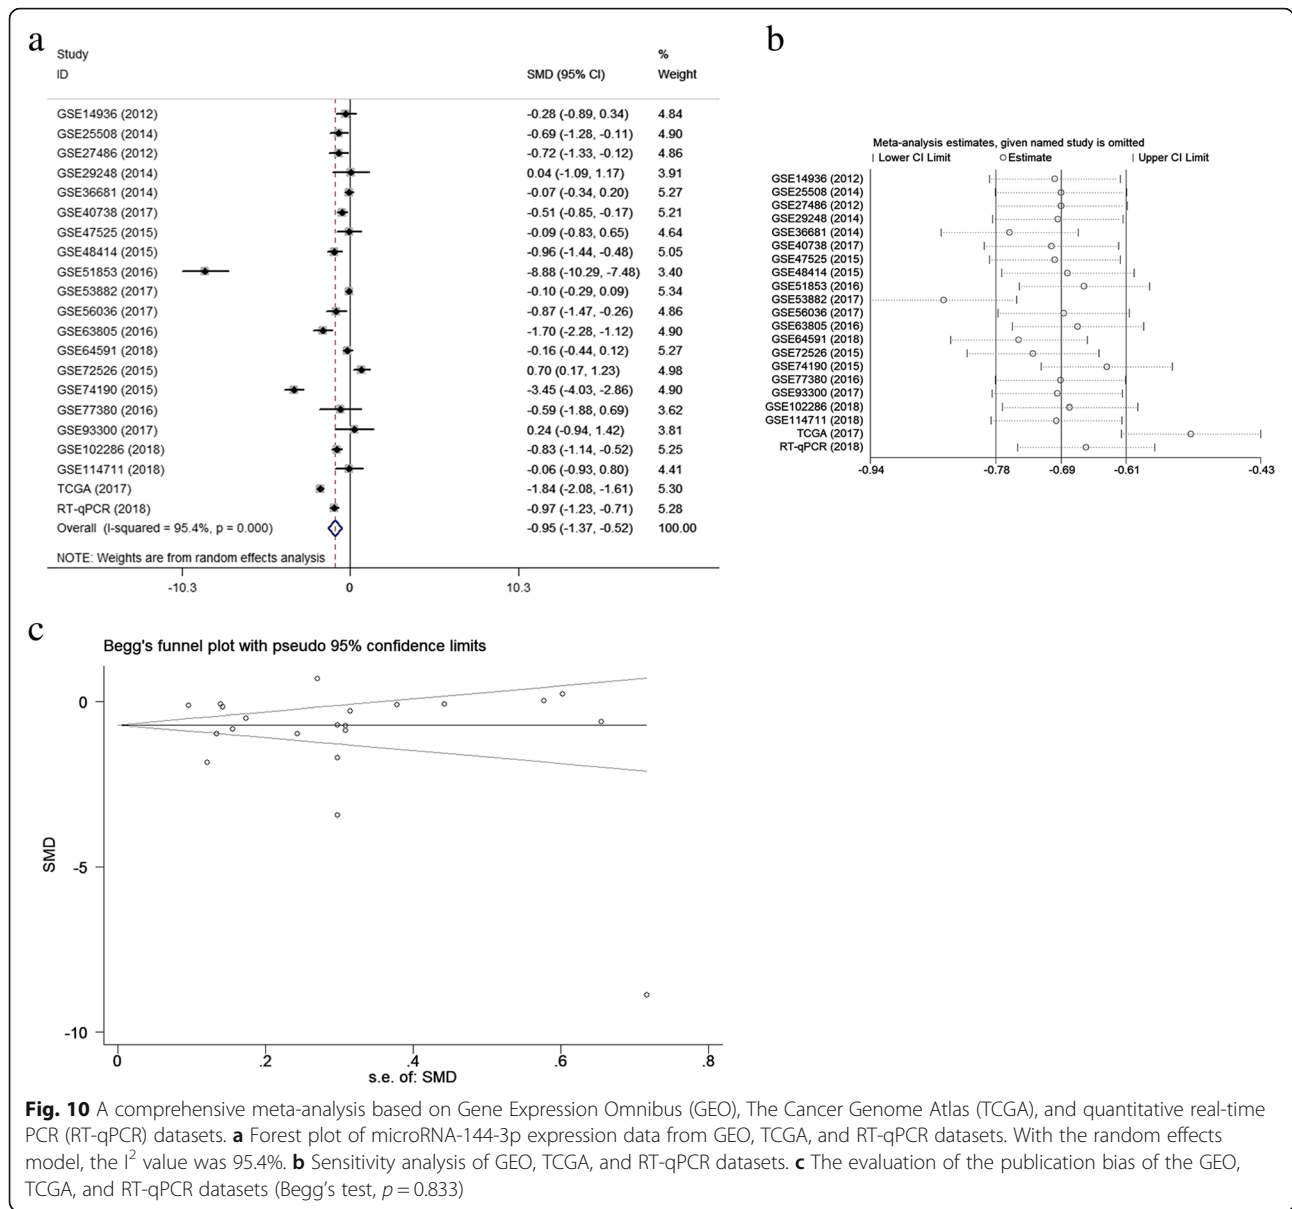 a
Study %
ID SMD (95% CI) Weight
GSE14936 (2012) -0.28 (-0.89, 0.34) 4.84
GSE25508 (2014) -0.69 (-1.28, -0.11) 4.90
GSE27486 (2012) -0.72 (-1.33, -0.12) 4.86
GSE29248 (2014) 0.04 (-1.09, 1.17) 3.91
GSE36681 (2014) -0.07 (-0.34, 0.20) 5.27
GSE40738 (2017) -0.51 (-0.85, -0.17) 5.21
GSE47525 (2015) -0.09 (-0.83, 0.65) 4.64
GSE48414 (2015) -0.96 (-1.44, -0.48) 5.05
GSE51853 (2016) -8.88 (-10.29, -7.48) 3.40
GSE53882 (2017) -0.10 (-0.29, 0.09) 5.34
GSE56036 (2017) -0.87 (-1.47, -0.26) 4.86
GSE63805 (2016) -1.70 (-2.28, -1.12) 4.90
GSE64591 (2018) -0.16 (-0.44, 0.12) 5.27
GSE72526 (2015) 0.70 (0.17, 1.23) 4.98
GSE74190 (2015) -3.45 (-4.03, -2.86) 4.90
GSE77380 (2016) -0.59 (-1.88, 0.69) 3.62
GSE93300 (2017) 0.24 (-0.94, 1.42) 3.81
GSE102286 (2018) -0.83 (-1.14, -0.52) 5.25
GSE114711 (2018) -0.06 (-0.93, 0.80) 4.41
TCGA (2017) -1.84 (-2.08, -1.61) 5.30
RT-qPCR (2018) -0.97 (-1.23, -0.71) 5.28
Overall (I-squared = 95.4%, p = 0.000) -0.95 (-1.37, -0.52) 100.00
NOTE: Weights are from random effects analysis
-10.3 0 10.3
b
Meta-analysis estimates, given named study is omitted
Lower CI Limit Estimate Upper CI Limit
GSE14936 (2012)
GSE25508 (2014)
GSE27486 (2012)
GSE29248 (2014)
GSE36681 (2014)
GSE40738 (2017)
GSE47525 (2015)
GSE48414 (2015)
GSE51853 (2016)
GSE53882 (2017)
GSE56036 (2017)
GSE63805 (2016)
GSE64591 (2018)
GSE72526 (2015)
GSE74190 (2015)
GSE77380 (2016)
GSE93300 (2017)
GSE102286 (2018)
GSE114711 (2018)
TCGA (2017)
RT-qPCR (2018)
-0.94 -0.78 -0.69 -0.61 -0.43
c
Begg's funnel plot with pseudo 95% confidence limits
SMD
0
-5
-10
0 .2 .4 .6 .8
s.e. of: SMD
Fig. 10 A comprehensive meta-analysis based on Gene Expression Omnibus (GEO), The Cancer Genome Atlas (TCGA), and quantitative real-time
PCR (RT-qPCR) datasets. a Forest plot of microRNA-144-3p expression data from GEO, TCGA, and RT-qPCR datasets. With the random effects
model, the I² value was 95.4%. b Sensitivity analysis of GEO, TCGA, and RT-qPCR datasets. c The evaluation of the publication bias of the GEO,
TCGA, and RT-qPCR datasets (Begg's test, p = 0.833)